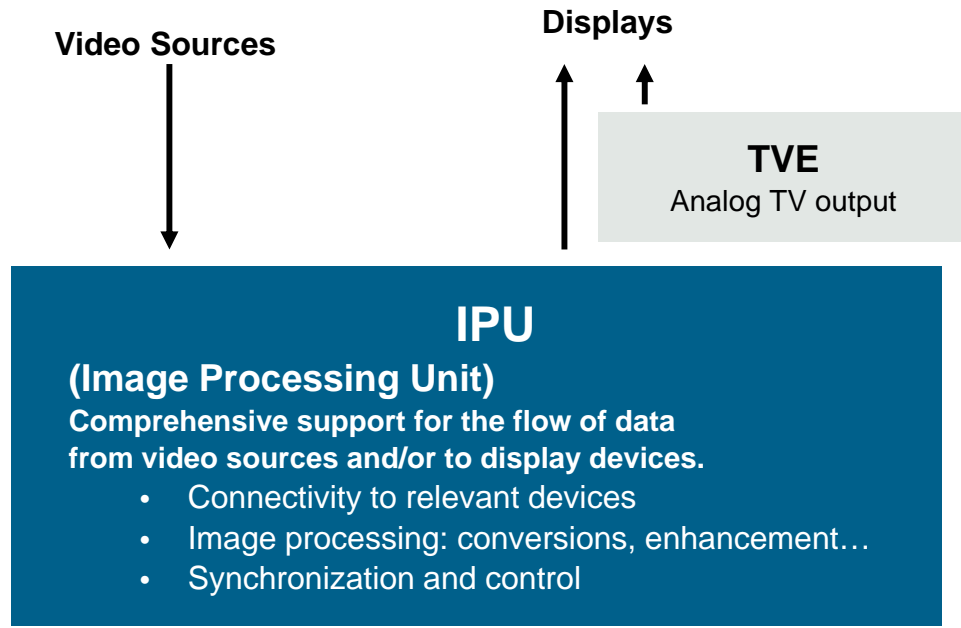 Video Sources
Displays
TVE
Analog TV output
IPU
(Image Processing Unit)
Comprehensive support for the flow of data
from video sources and/or to display devices.
• Connectivity to relevant devices
• Image processing: conversions, enhancement…
• Synchronization and control